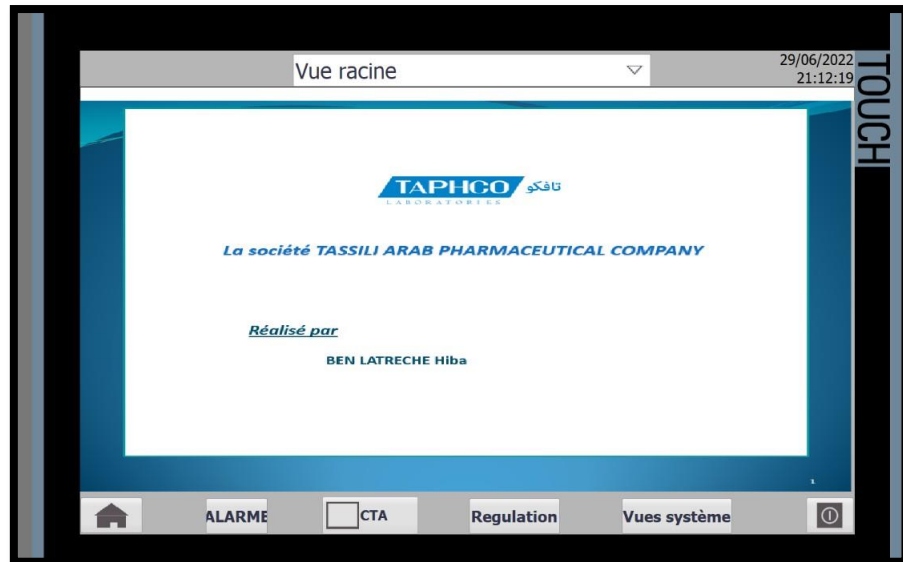 Vue racine
29/06/2022
21:12:19
TOUCH
TAPHCO تافكو
LABORATORIES
La société TASSILI ARAB PHARMACEUTICAL COMPANY
Réalisé par
BEN LATRECHE Hiba
1
ALARME
CTA
Regulation
Vues système